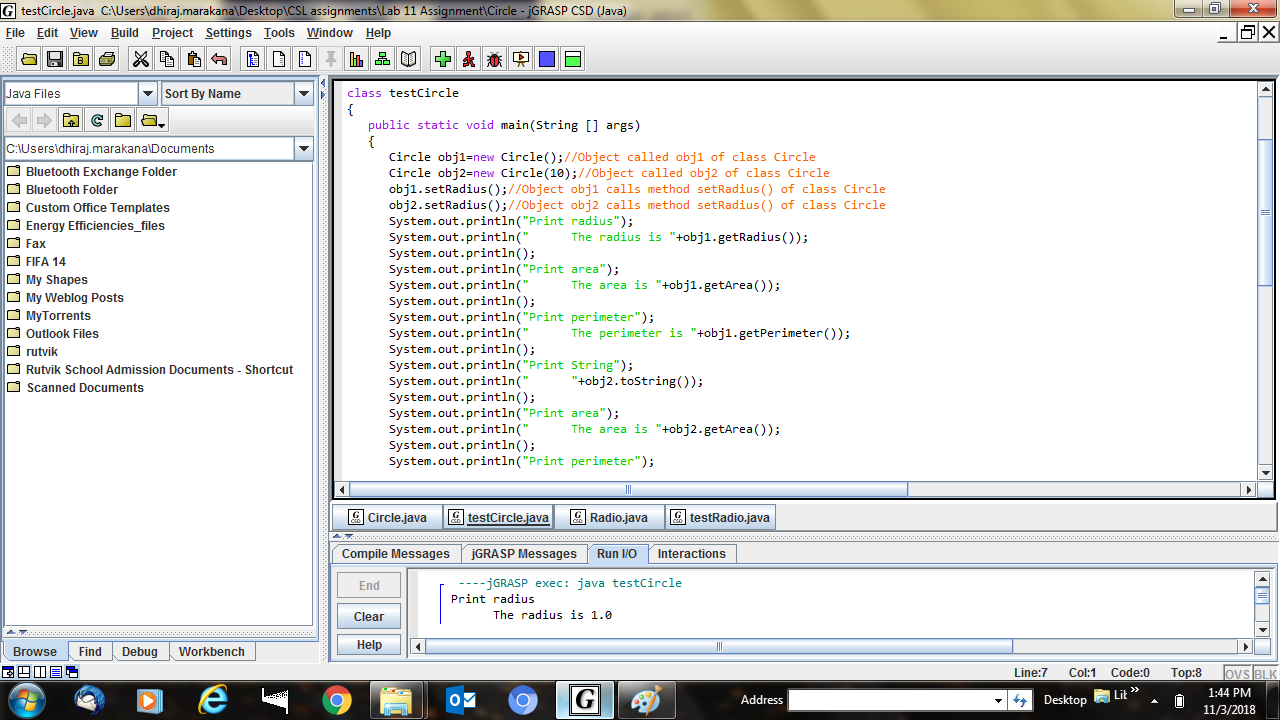 testCircle.java  C:\Users\dhiraj.marakana\Desktop\CSL assignments\Lab 11 Assignment\Circle - jGRASP CSD (Java)
File Edit View Build Project Settings Tools Window Help
Java Files Sort By Name
C:\Users\dhiraj.marakana\Documents
Bluetooth Exchange Folder
Bluetooth Folder
Custom Office Templates
Energy Efficiencies_files
Fax
FIFA 14
My Shapes
My Weblog Posts
MyTorrents
Outlook Files
rutvik
Rutvik School Admission Documents - Shortcut
Scanned Documents
Browse Find Debug Workbench
class testCircle
{
   public static void main(String [] args)
   {
      Circle obj1=new Circle();//Object called obj1 of class Circle
      Circle obj2=new Circle(10);//Object called obj2 of class Circle
      obj1.setRadius();//Object obj1 calls method setRadius() of class Circle
      obj2.setRadius();//Object obj2 calls method setRadius() of class Circle
      System.out.println("Print radius");
      System.out.println("      The radius is "+obj1.getRadius());
      System.out.println();
      System.out.println("Print area");
      System.out.println("      The area is "+obj1.getArea());
      System.out.println();
      System.out.println("Print perimeter");
      System.out.println("      The perimeter is "+obj1.getPerimeter());
      System.out.println();
      System.out.println("Print String");
      System.out.println("      "+obj2.toString());
      System.out.println();
      System.out.println("Print area");
      System.out.println("      The area is "+obj2.getArea());
      System.out.println();
      System.out.println("Print perimeter");
Circle.java testCircle.java Radio.java testRadio.java
Compile Messages jGRASP Messages Run I/O Interactions
End
Clear
Help
 ----jGRASP exec: java testCircle
Print radius
      The radius is 1.0
Line:7 Col:1 Code:0 Top:8 OVS BLK
Address Desktop Lib »
1:44 PM
11/3/2018